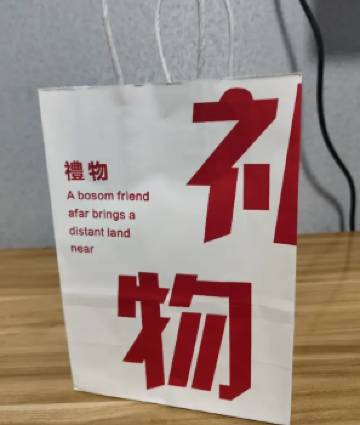 礼
物
禮物
A bosom friend
afar brings a
distant land
near